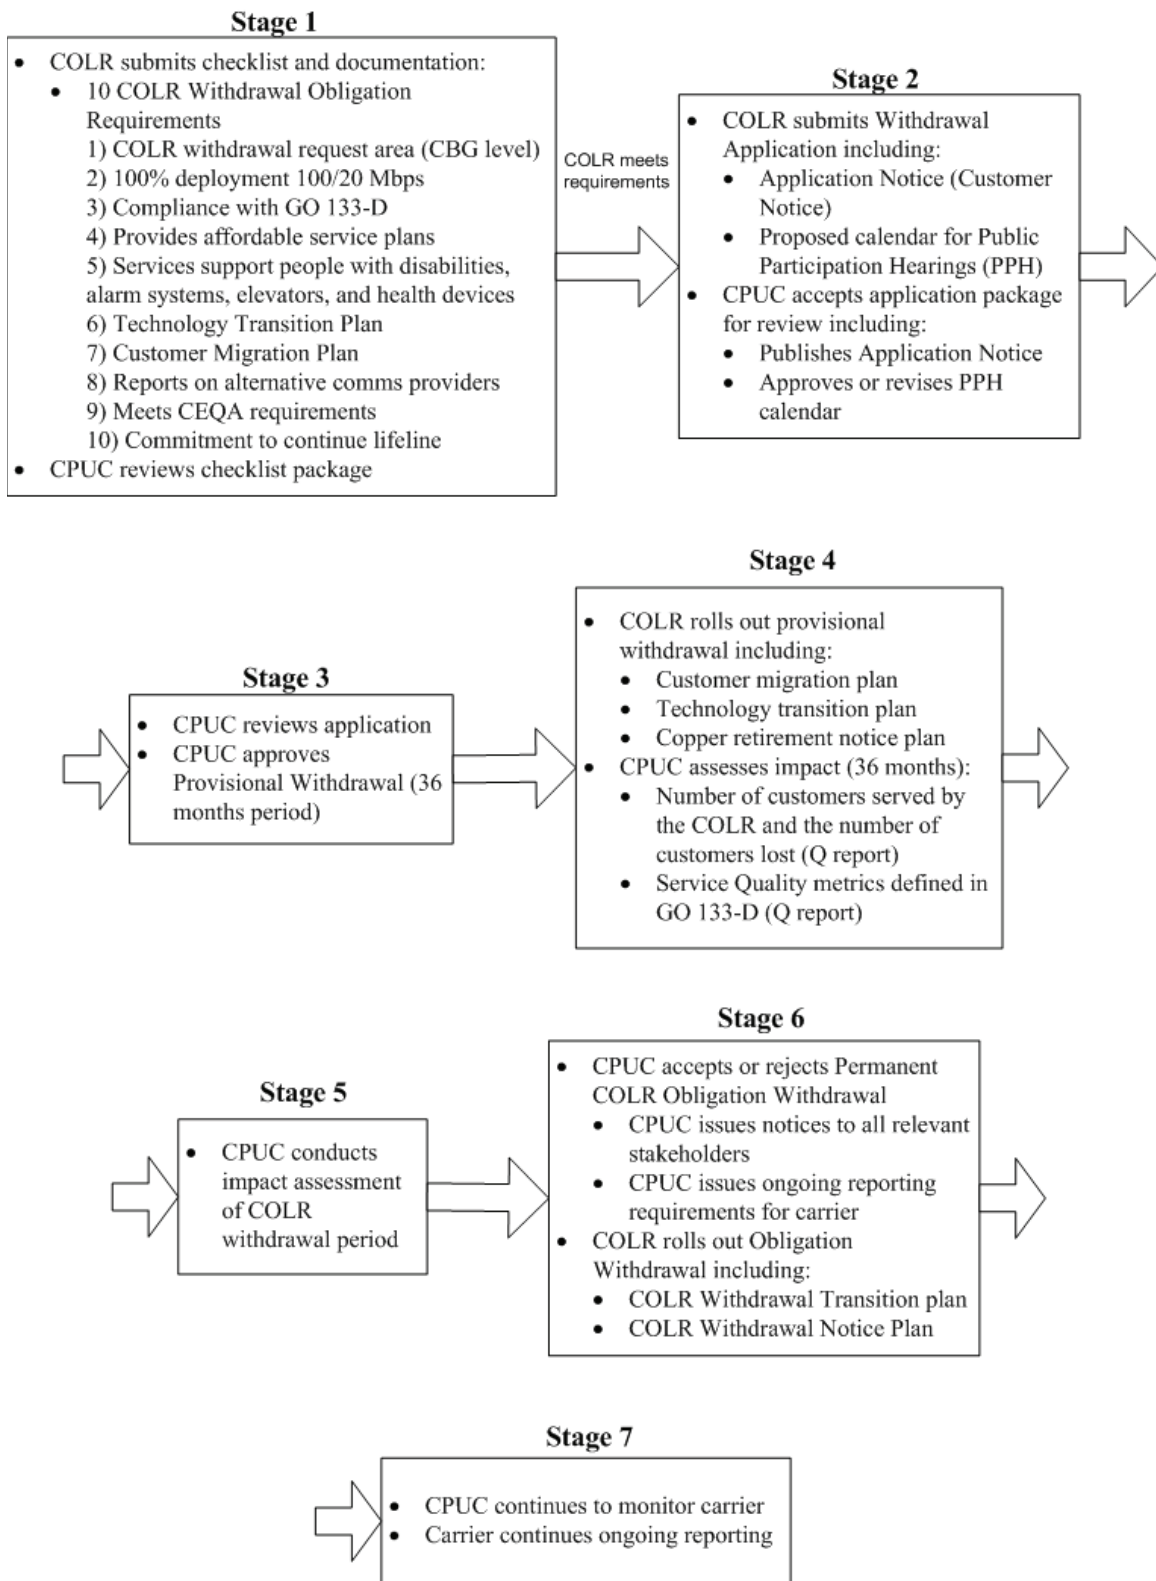 Stage 1
• COLR submits checklist and documentation:
• 10 COLR Withdrawal Obligation
Requirements
1) COLR withdrawal request area (CBG level)
2) 100% deployment 100/20 Mbps
3) Compliance with GO 133-D
4) Provides affordable service plans
5) Services support people with disabilities,
alarm systems, elevators, and health devices
6) Technology Transition Plan
7) Customer Migration Plan
8) Reports on alternative comms providers
9) Meets CEQA requirements
10) Commitment to continue lifeline
• CPUC reviews checklist package
COLR meets
requirements
Stage 2
• COLR submits Withdrawal
Application including:
• Application Notice (Customer
Notice)
• Proposed calendar for Public
Participation Hearings (PPH)
• CPUC accepts application package
for review including:
• Publishes Application Notice
• Approves or revises PPH
calendar
Stage 3
• CPUC reviews application
• CPUC approves
Provisional Withdrawal (36
months period)
Stage 4
• COLR rolls out provisional
withdrawal including:
• Customer migration plan
• Technology transition plan
• Copper retirement notice plan
• CPUC assesses impact (36 months):
• Number of customers served by
the COLR and the number of
customers lost (Q report)
• Service Quality metrics defined in
GO 133-D (Q report)
Stage 5
• CPUC conducts
impact assessment
of COLR
withdrawal period
Stage 6
• CPUC accepts or rejects Permanent
COLR Obligation Withdrawal
• CPUC issues notices to all relevant
stakeholders
• CPUC issues ongoing reporting
requirements for carrier
• COLR rolls out Obligation
Withdrawal including:
• COLR Withdrawal Transition plan
• COLR Withdrawal Notice Plan
Stage 7
• CPUC continues to monitor carrier
• Carrier continues ongoing reporting